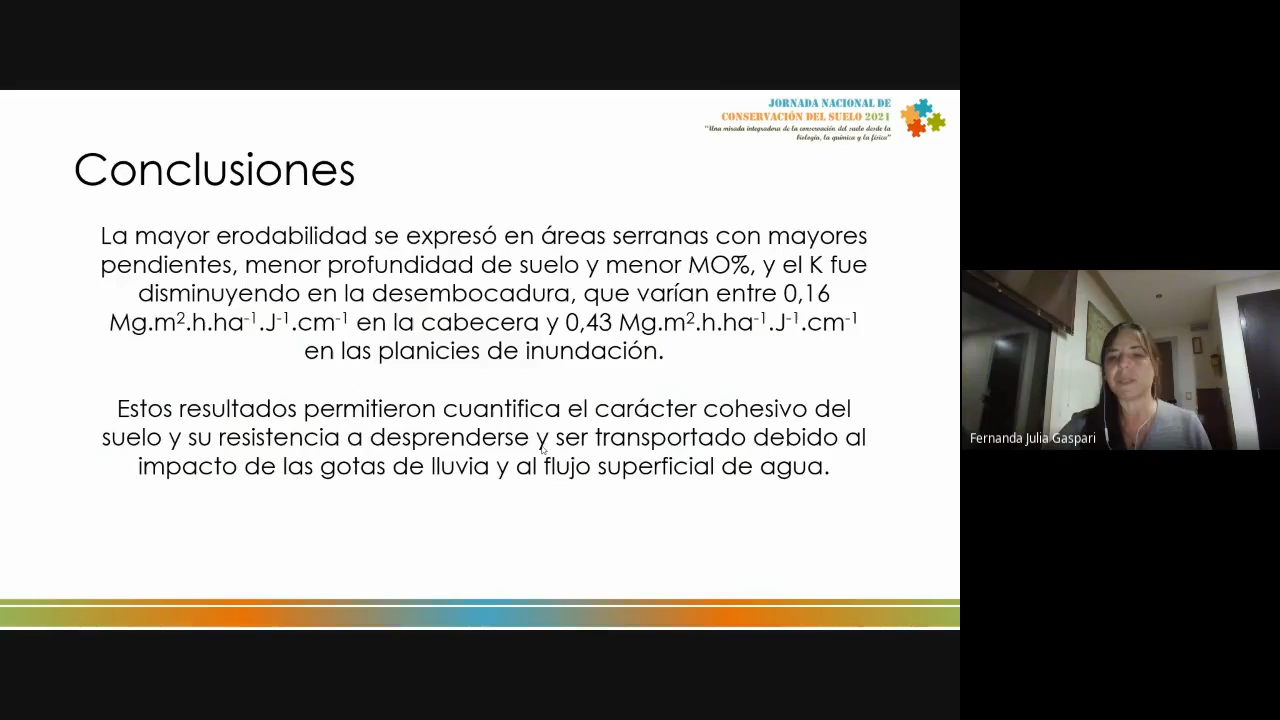 JORNADA NACIONAL DE
CONSERVACIÓN DEL SUELO 2021
"Una mirada integradora de la conservación del suelo desde la
biología, la química y la física"
Conclusiones
La mayor erodabilidad se expresó en áreas serranas con mayores
pendientes, menor profundidad de suelo y menor MO%, y el K fue
disminuyendo en la desembocadura, que varían entre 0,16
Mg.m².h.ha⁻¹.J⁻¹.cm⁻¹ en la cabecera y 0,43 Mg.m².h.ha⁻¹.J⁻¹.cm⁻¹
en las planicies de inundación.
Estos resultados permitieron cuantifica el carácter cohesivo del
suelo y su resistencia a desprenderse y ser transportado debido al
impacto de las gotas de lluvia y al flujo superficial de agua.
Fernanda Julia Gaspari